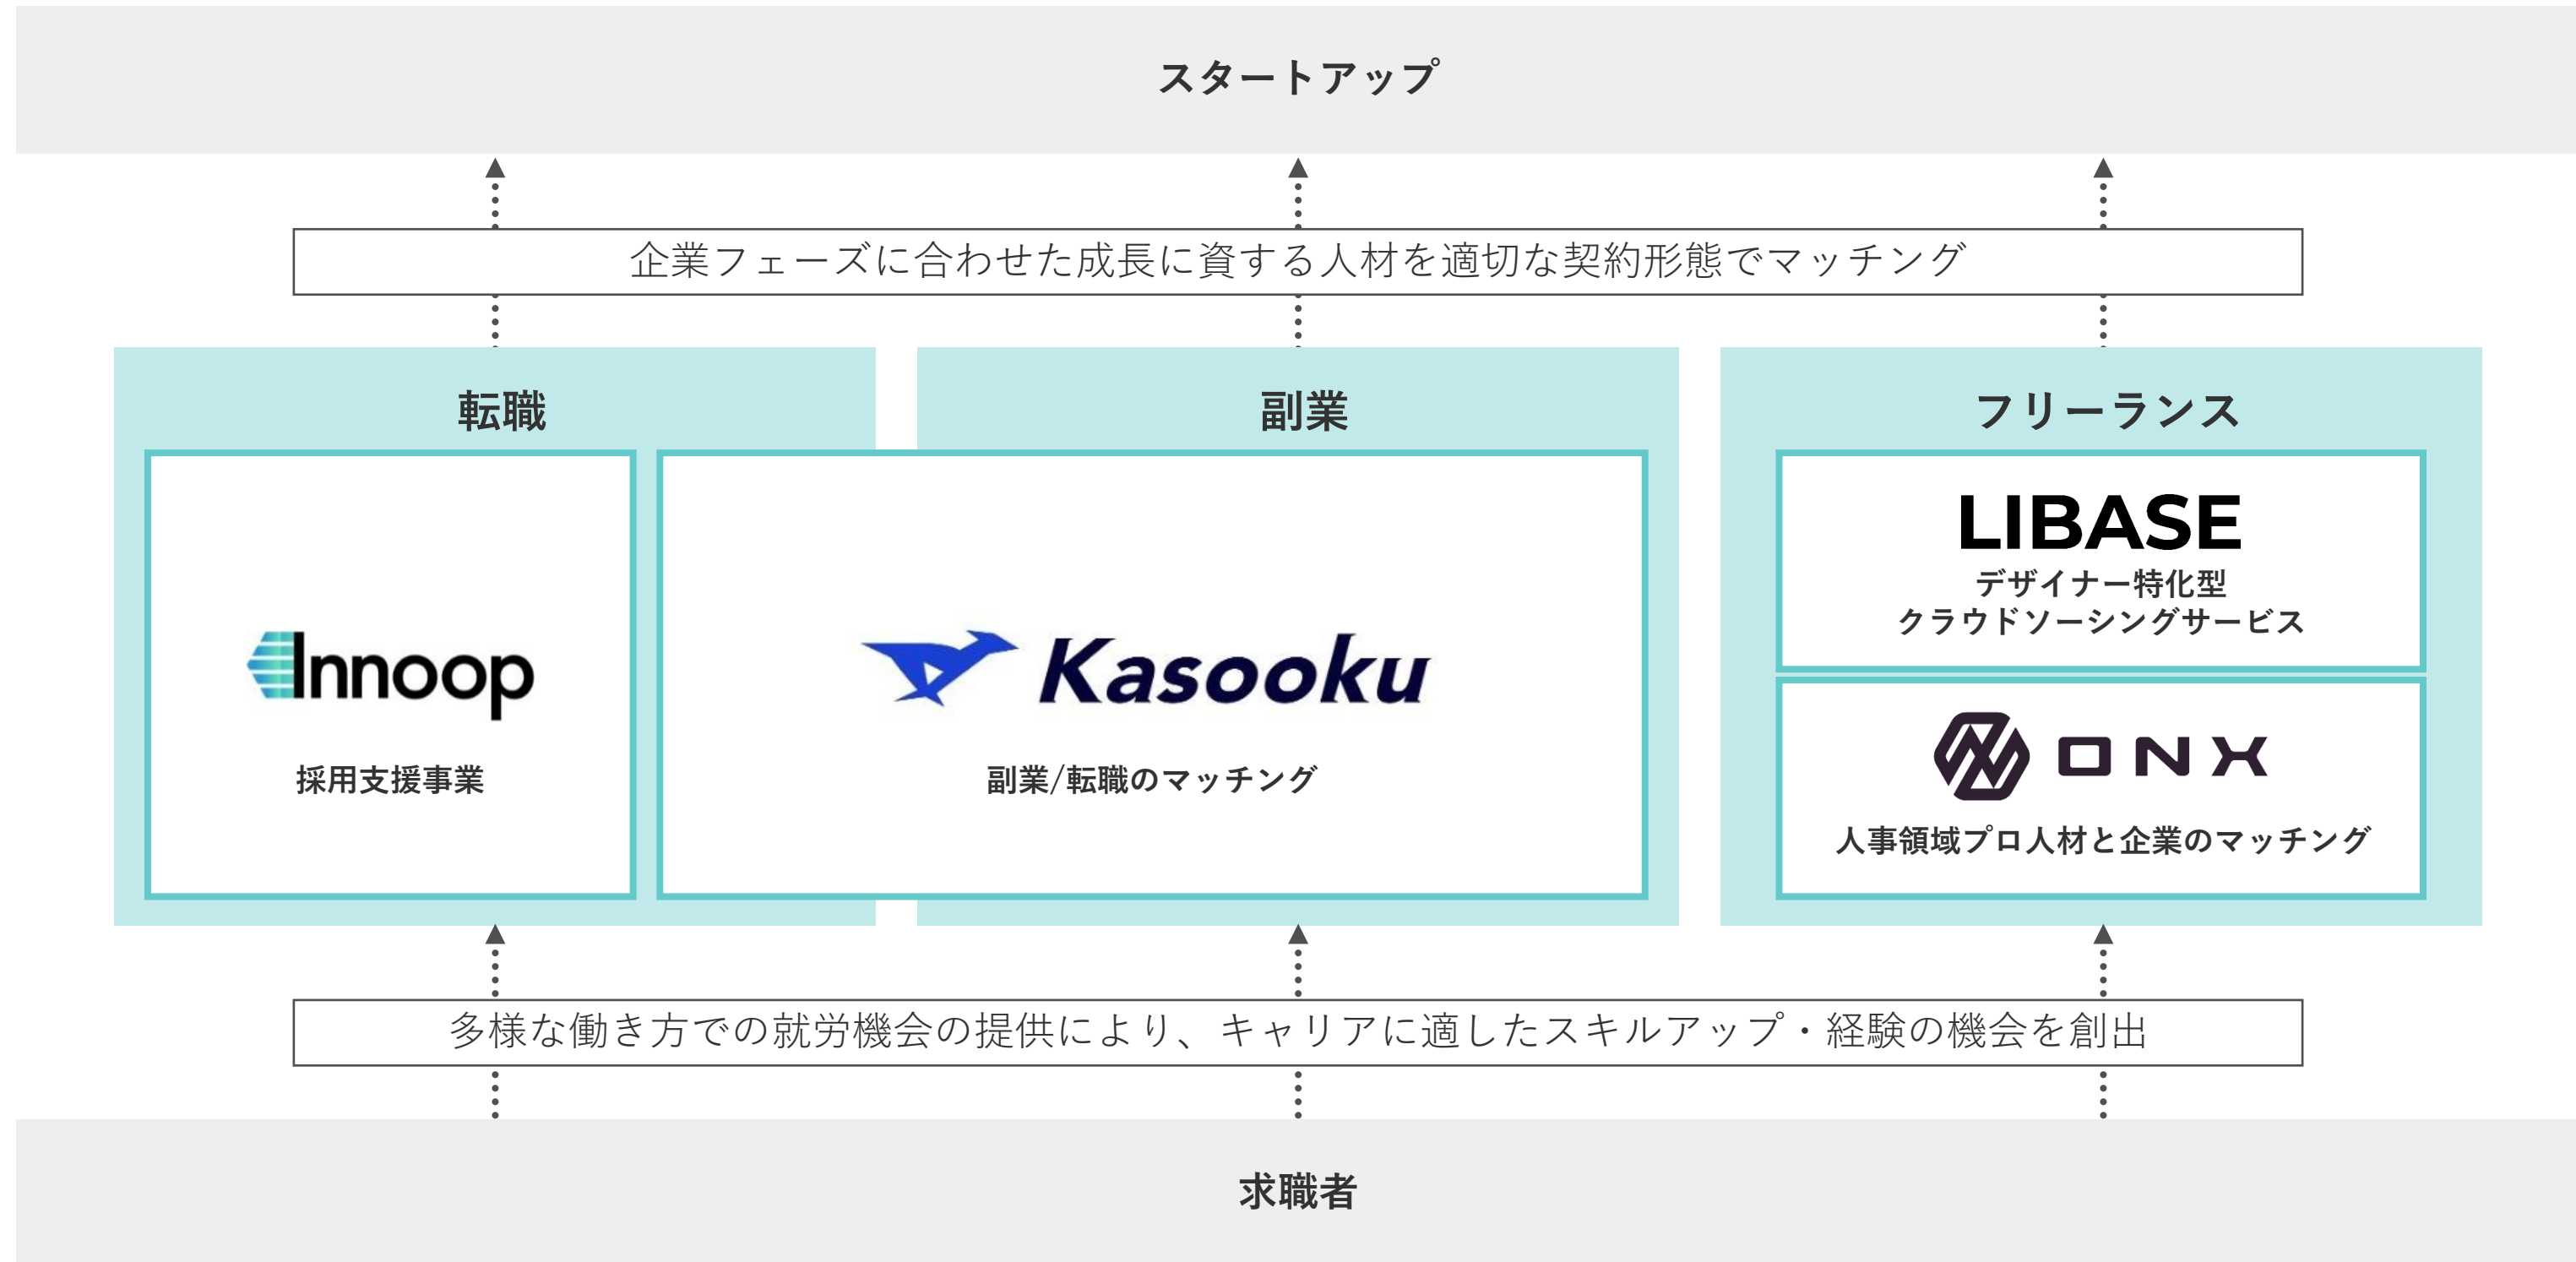 スタートアップ
企業フェーズに合わせた成長に資する人材を適切な契約形態でマッチング
転職
副業
フリーランス
Innoop
採用支援事業
Kasooku
副業/転職のマッチング
LIBASE
デザイナー特化型
クラウドソーシングサービス
ONX
人事領域プロ人材と企業のマッチング
多様な働き方での就労機会の提供により、キャリアに適したスキルアップ・経験の機会を創出
求職者